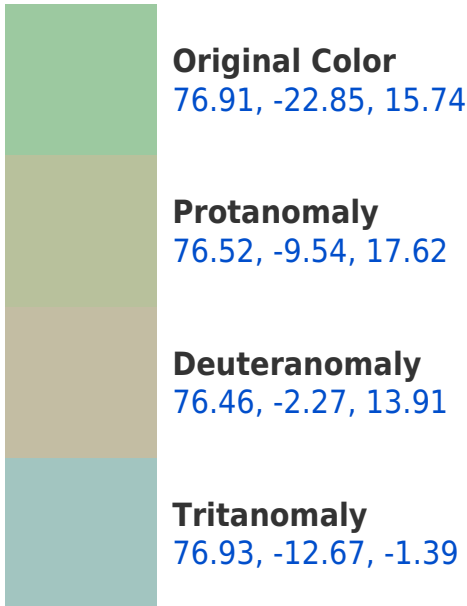 Original Color
76.91, -22.85, 15.74
Protanomaly
76.52, -9.54, 17.62
Deuteranomaly
76.46, -2.27, 13.91
Tritanomaly
76.93, -12.67, -1.39